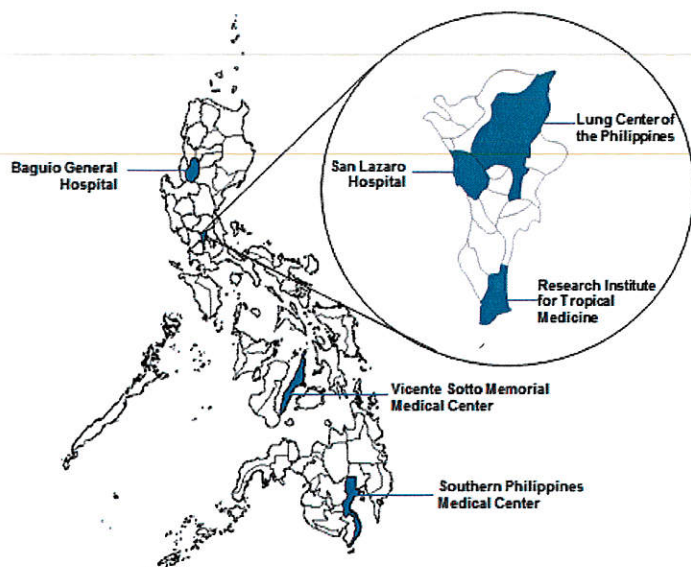 Lung Center of
the Philippines
Baguio General
Hospital
San Lazaro
Hospital
Research Institute
for Tropical
Medicine
Vicente Sotto Memorial
Medical Center
Southern Philippines
Medical Center